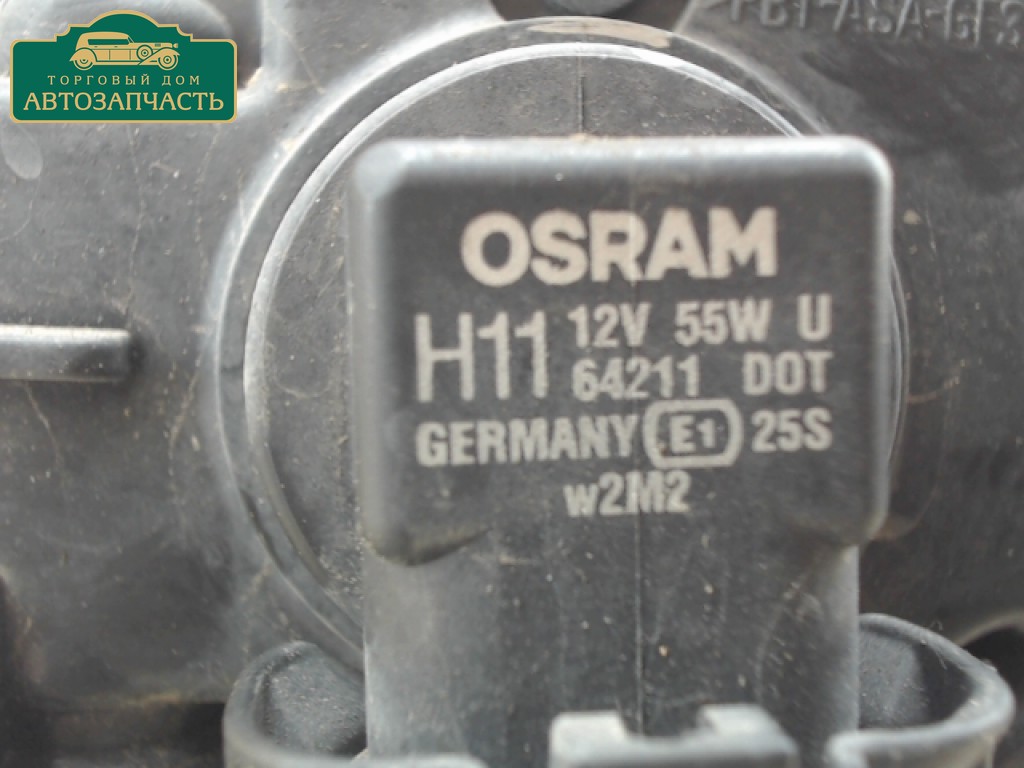 ТОРГОВЫЙ ДОМ
АВТОЗАПЧАСТЬ
OSRAM
H11 12V 55W U
64211 DOT
GERMANY E1 25S
w2M2